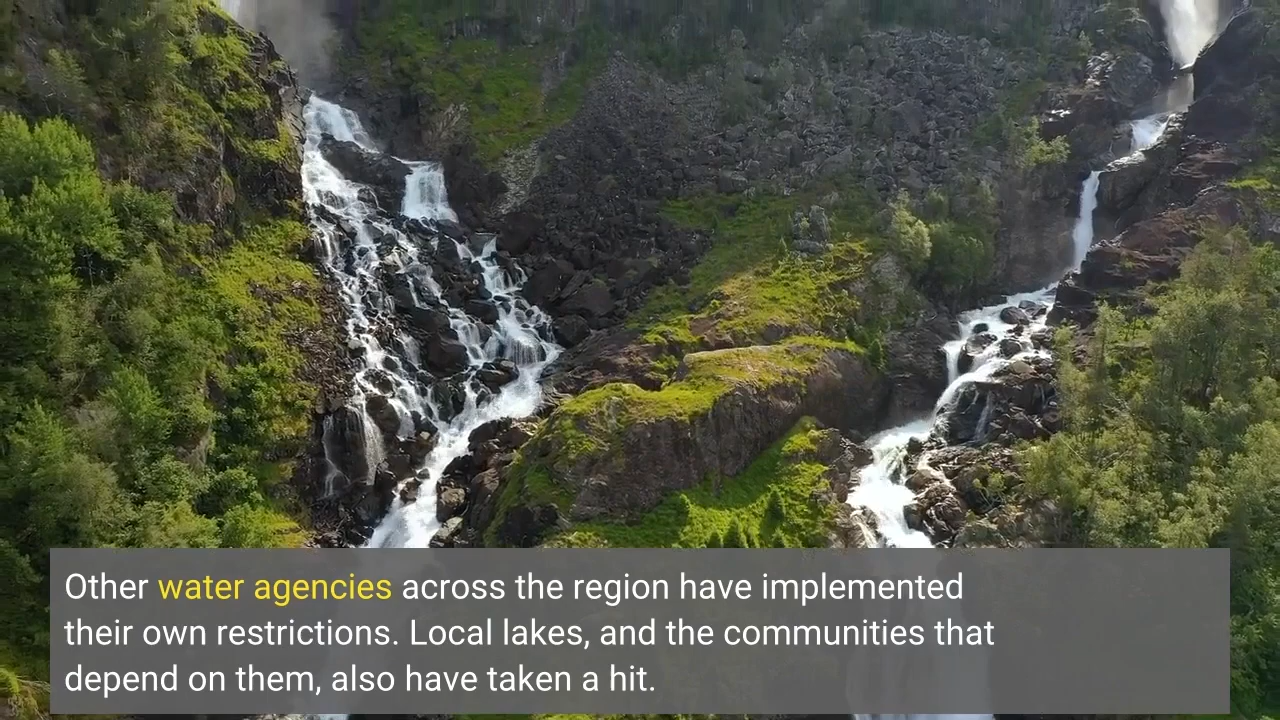 Other water agencies across the region have implemented
their own restrictions. Local lakes, and the communities that
depend on them, also have taken a hit.